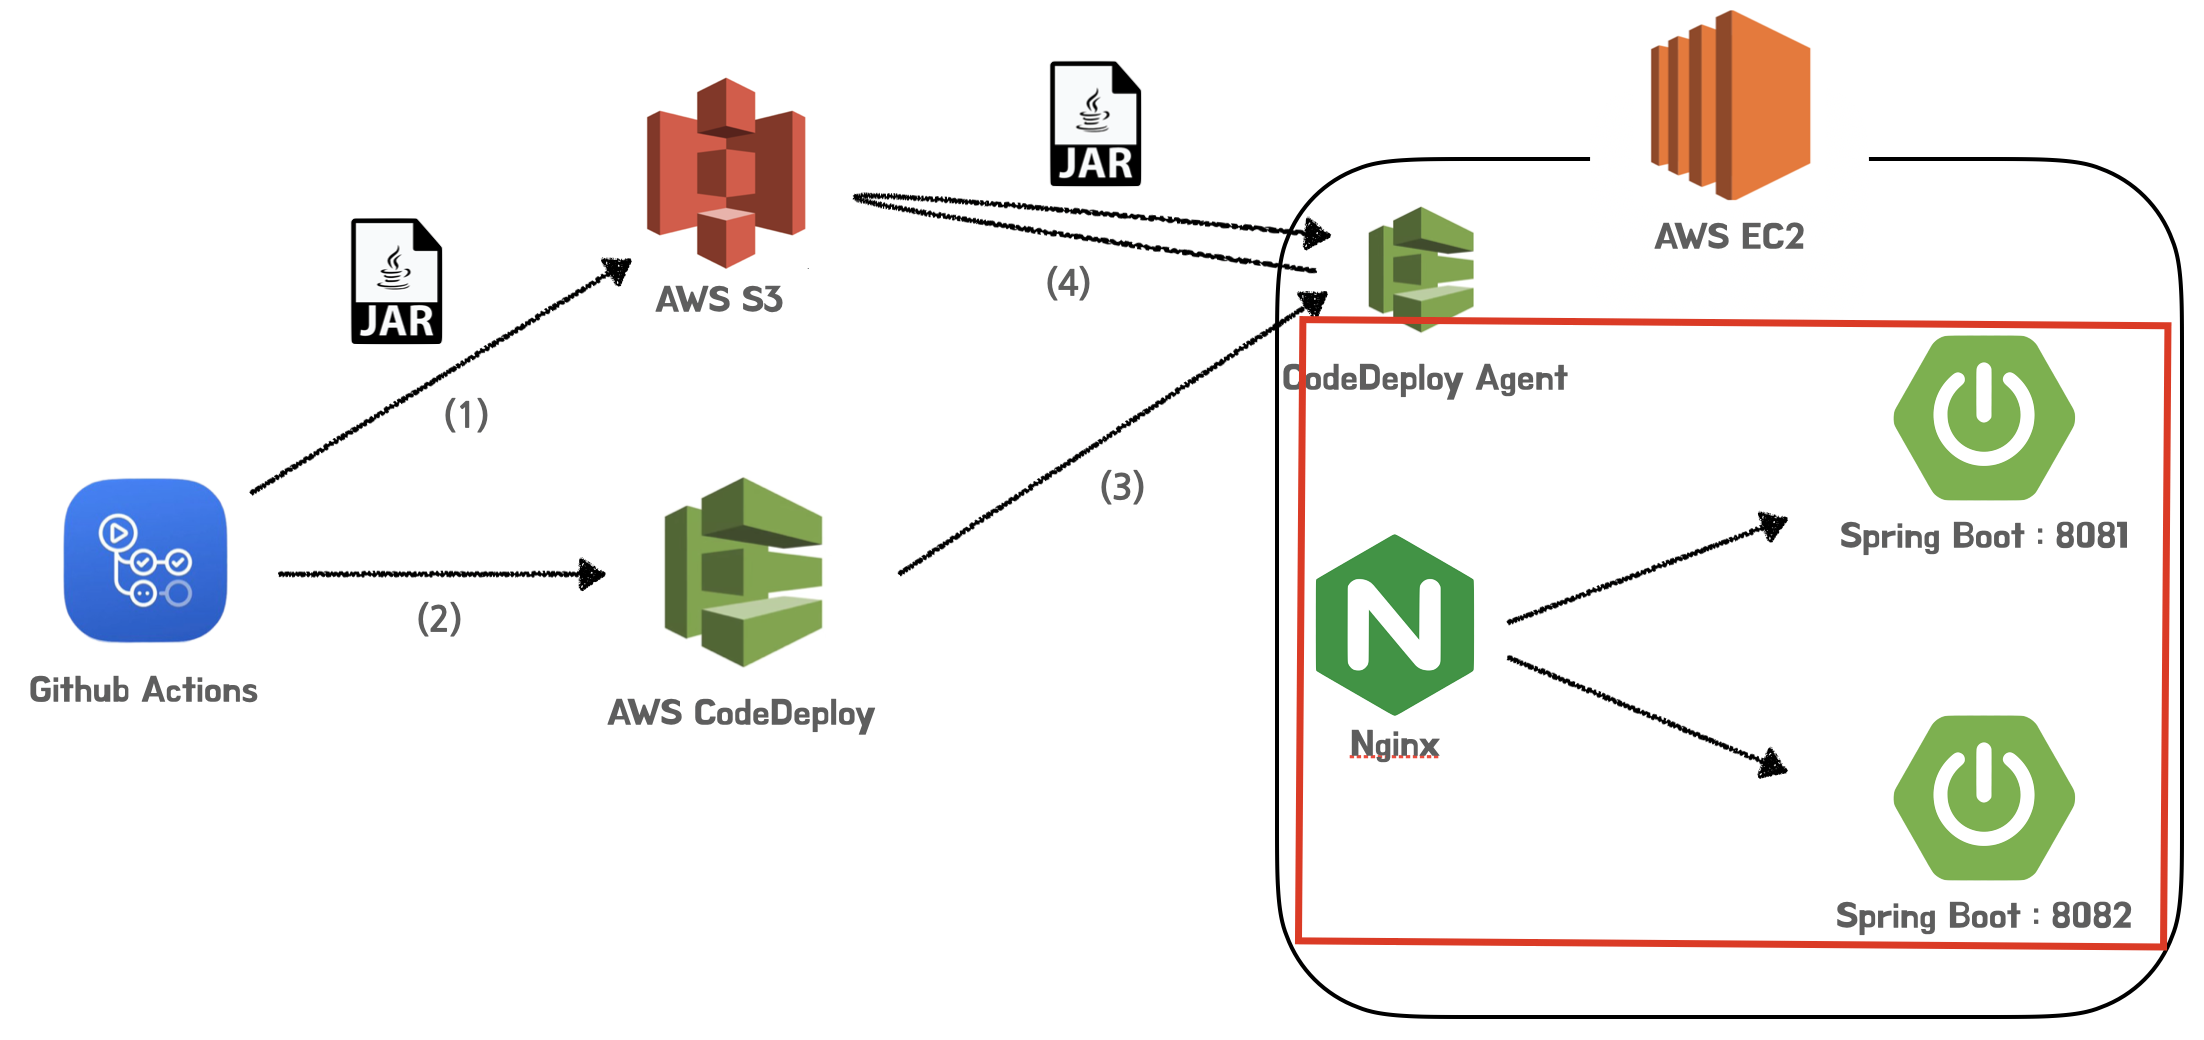 JAR
AWS EC2
JAR
AWS S3
(4)
CodeDeploy Agent
(1)
(3)
Spring Boot : 8081
(2)
Github Actions
AWS CodeDeploy
N
Nginx
Spring Boot : 8082